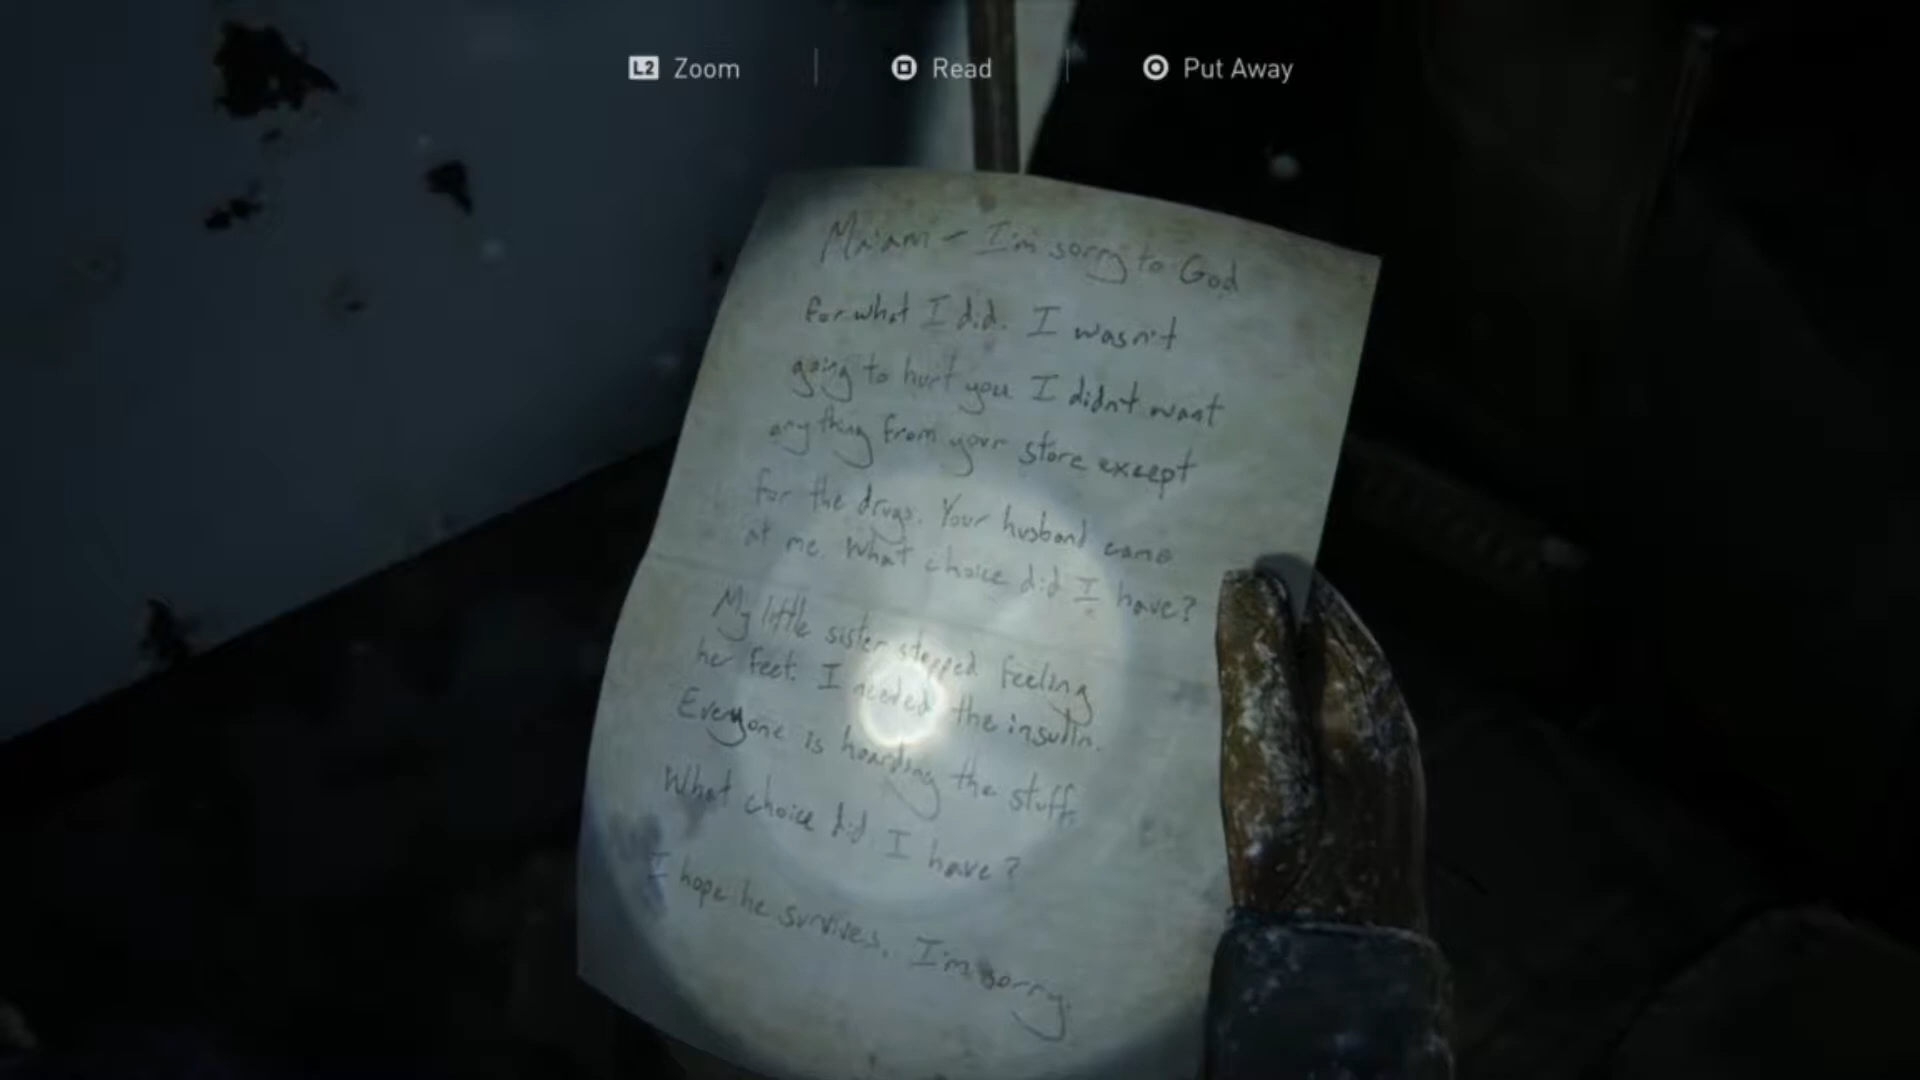 L2 Zoom Read Put Away
Ma'am - I'm sorry to God
for what I did. I wasn't
going to hurt you I didn't want
anything from your store except
for the drugs. Your husband came
at me. What choice did I have?
My little sister stopped feeling
her feet. I needed the insulin.
Everyone is hoarding the stuff.
What choice did I have?
I hope he survives. I'm sorry.